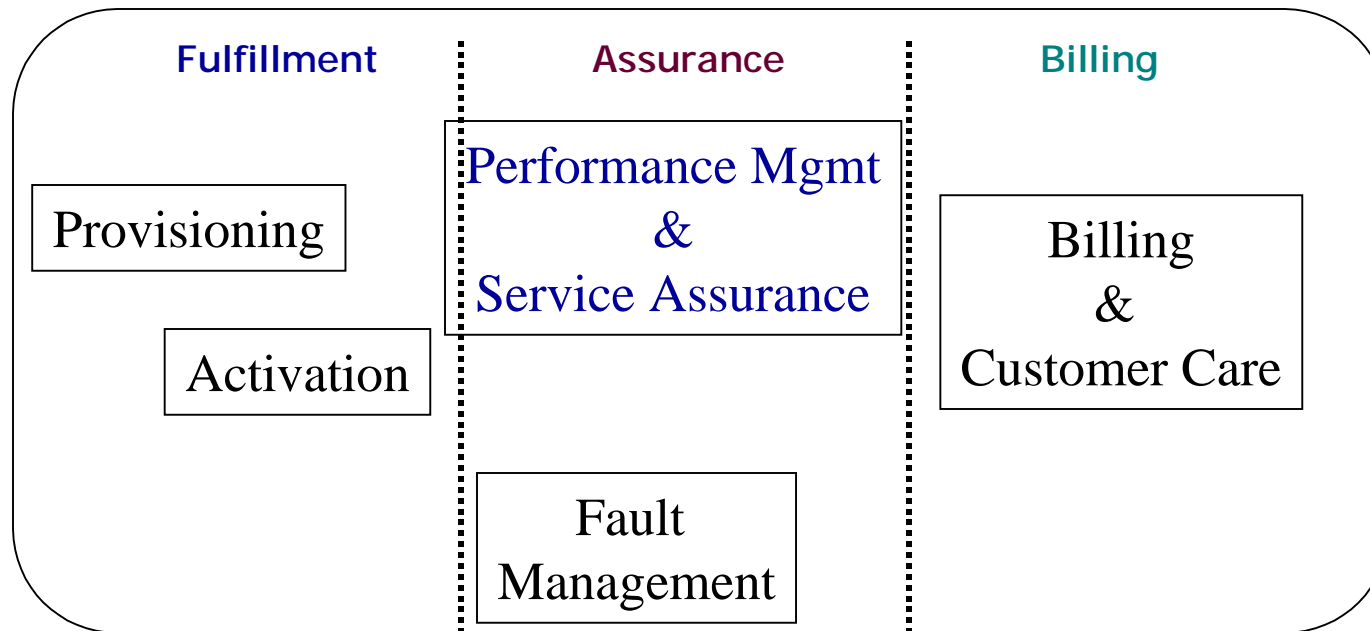 Fulfillment
Assurance
Billing
Performance Mgmt
&
Service Assurance
Provisioning
Activation
Billing
&
Customer Care
Fault
Management